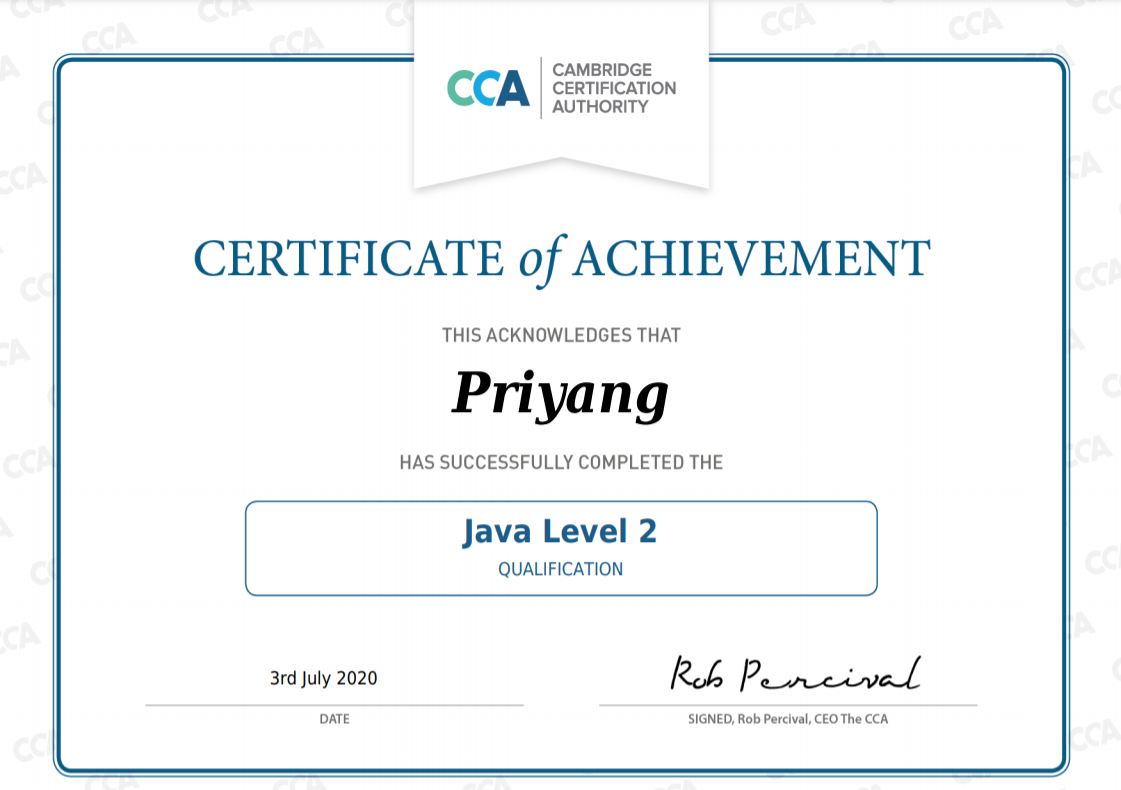 CCA
CAMBRIDGE
CERTIFICATION
AUTHORITY
CERTIFICATE of ACHIEVEMENT
THIS ACKNOWLEDGES THAT
Priyang
HAS SUCCESSFULLY COMPLETED THE
Java Level 2
QUALIFICATION
3rd July 2020
Rob Percival
DATE
SIGNED, Rob Percival, CEO The CCA